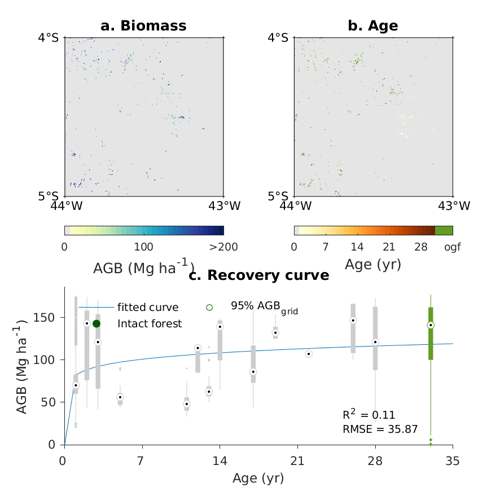 a. Biomass
b. Age
4°S
5°S
44°W
43°W
4°S
5°S
44°W
43°W
0
100
>200
AGB (Mg ha⁻¹)
0
7
14
21
28
ogf
Age (yr)
c. Recovery curve
fitted curve
95% AGB_grid
Intact forest
150
100
50
0
AGB (Mg ha⁻¹)
R² = 0.11
RMSE = 35.87
0
7
14
21
28
35
Age (yr)